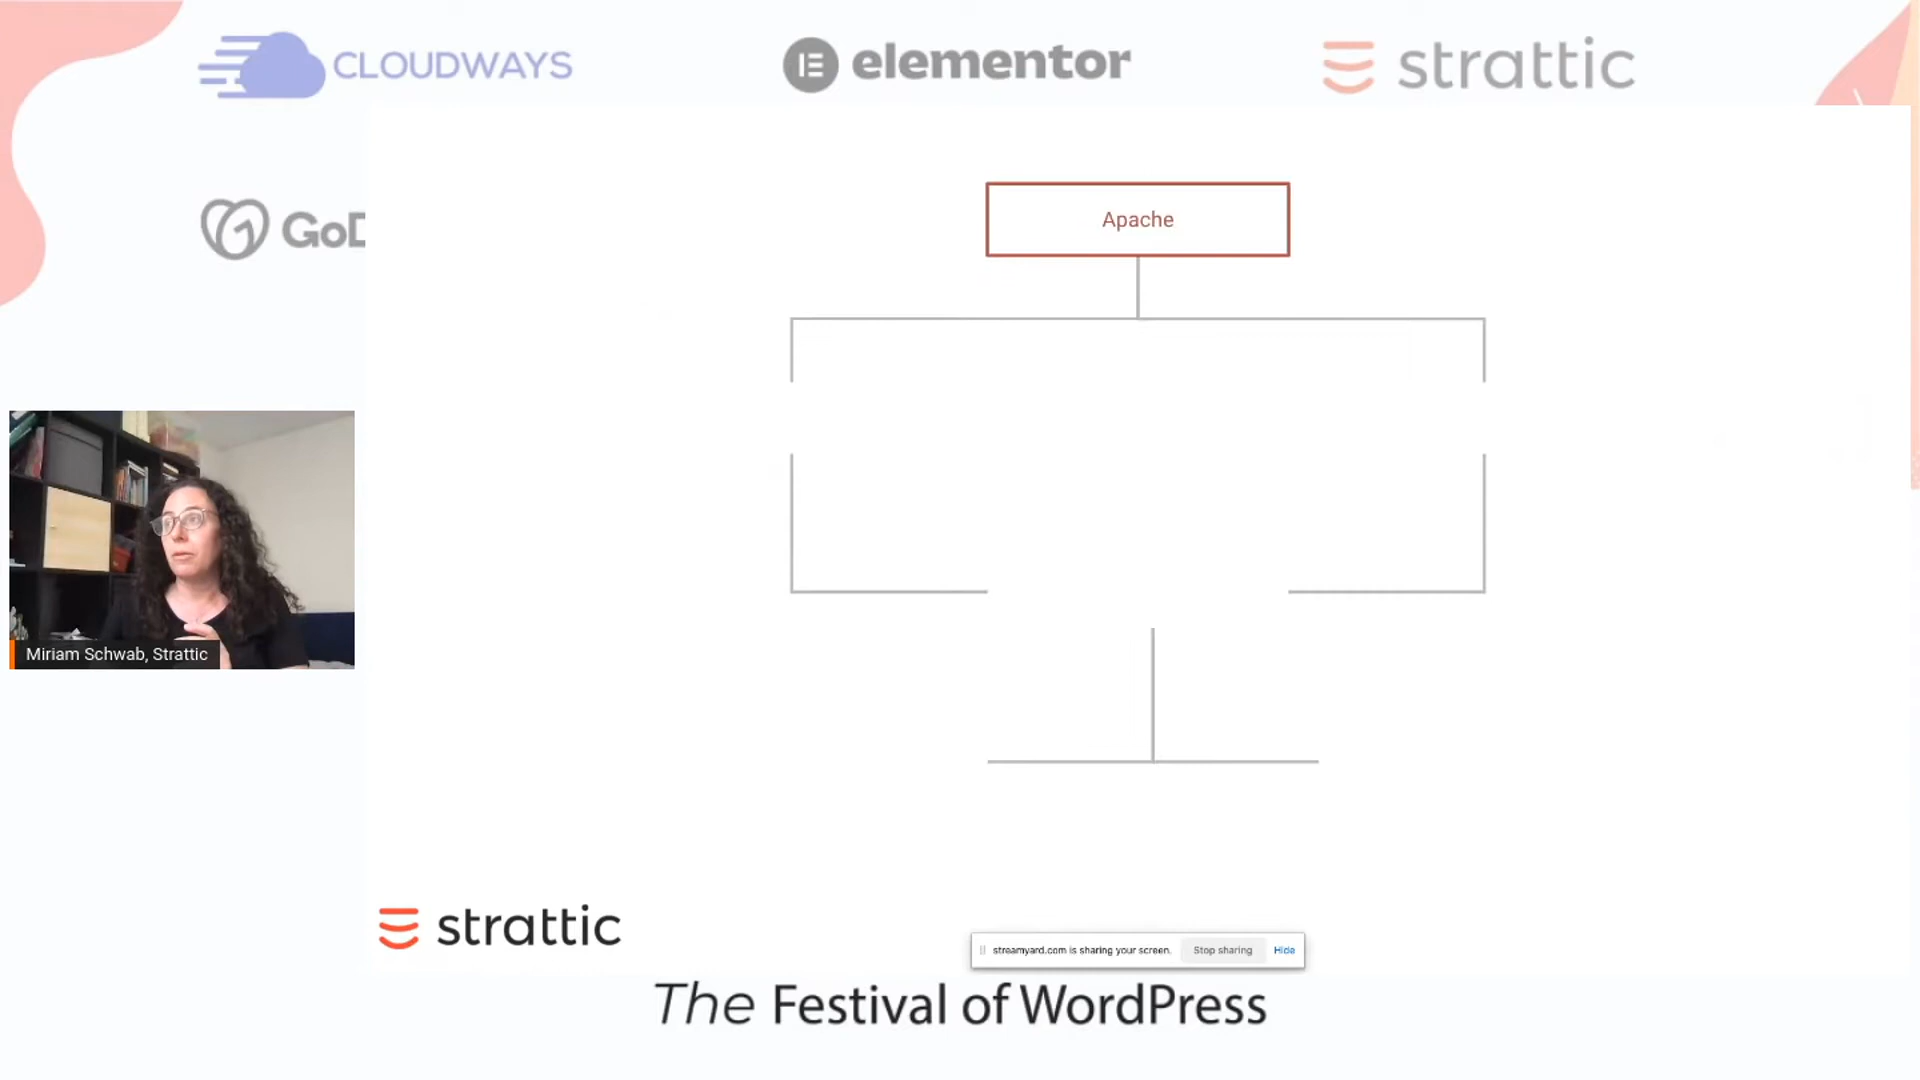 CLOUDWAYS
elementor
strattic
GoD
Apache
Miriam Schwab, Strattic
strattic
streamyard.com is sharing your screen. Stop sharing Hide
The Festival of WordPress